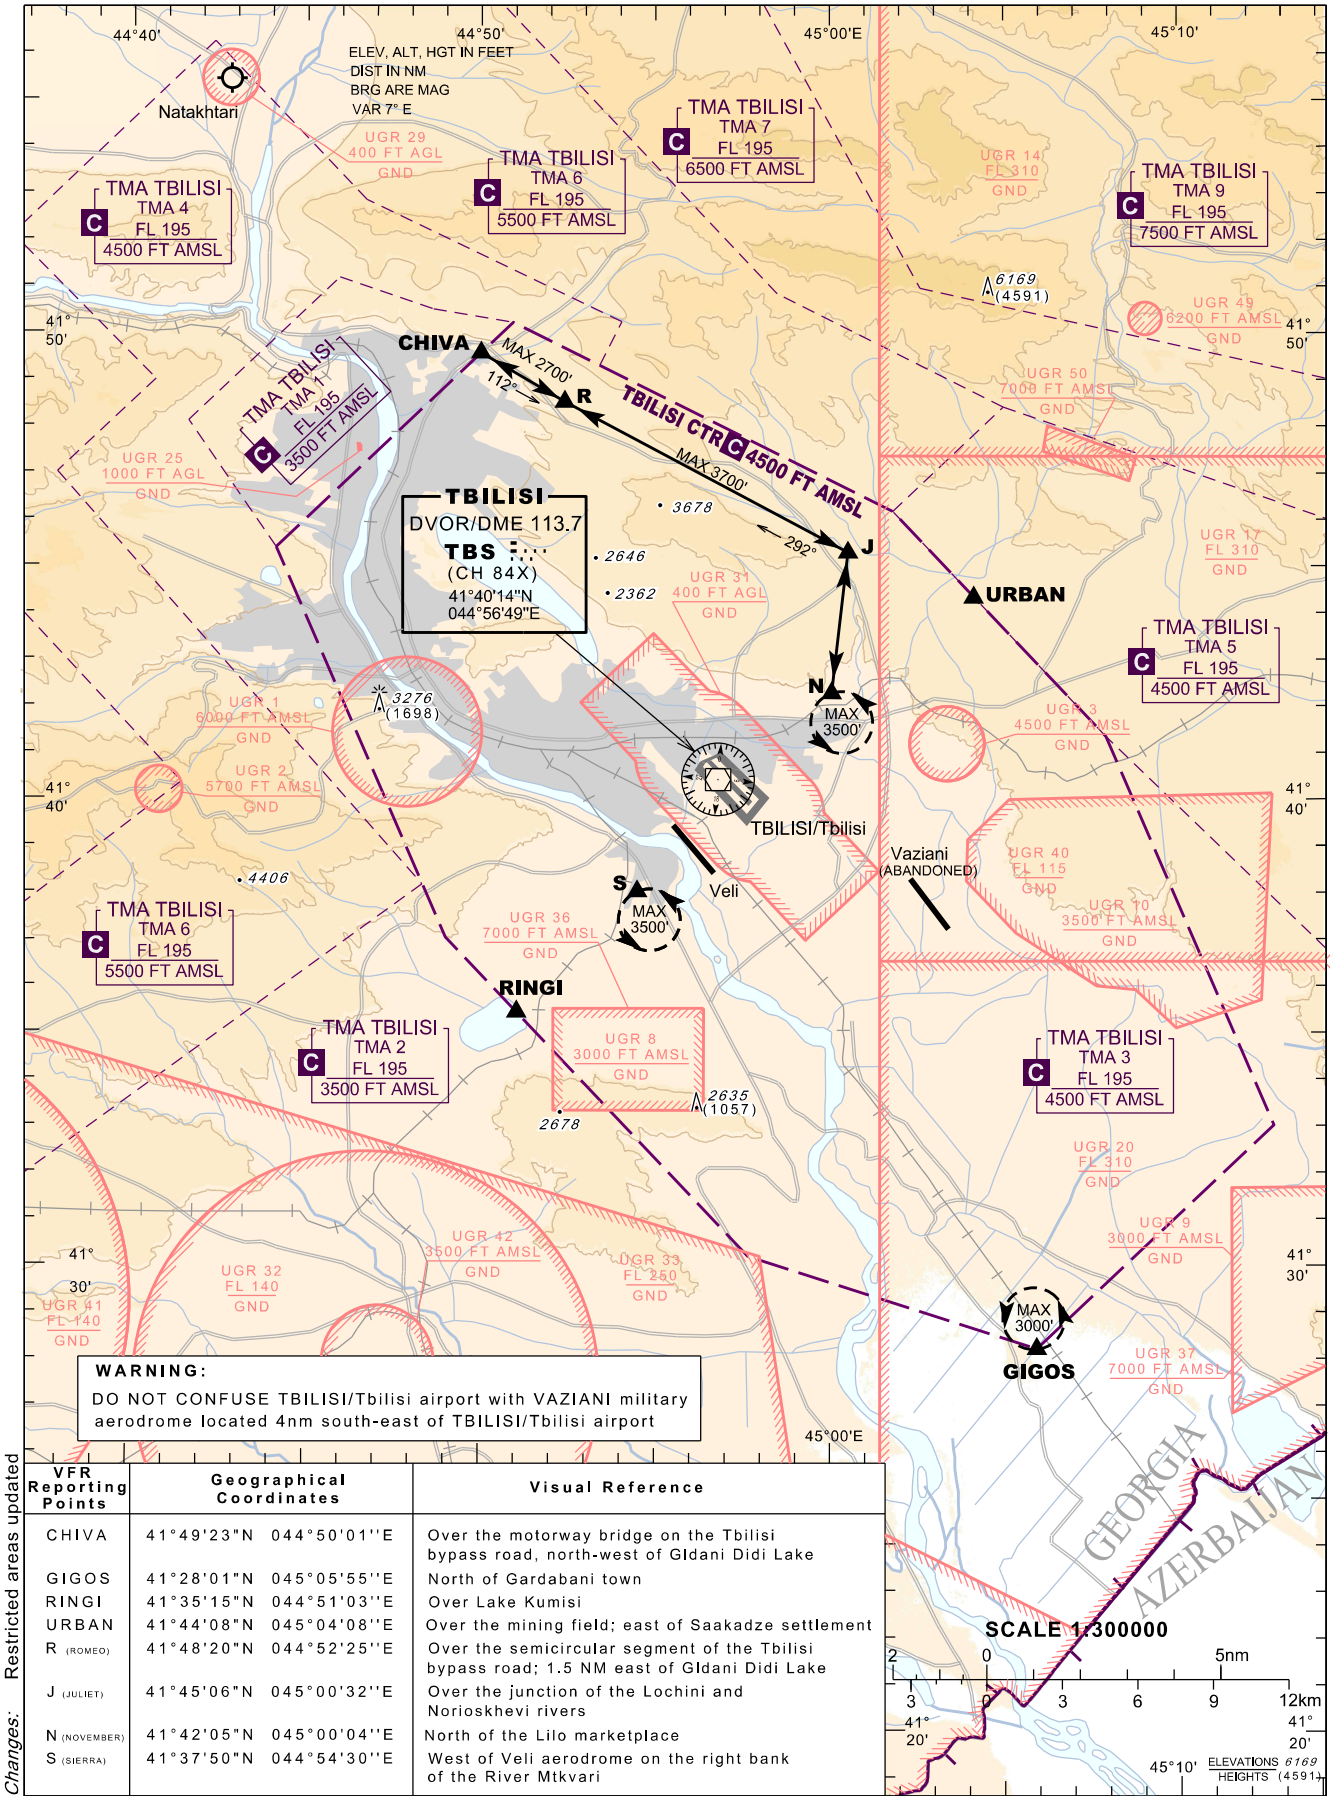 44°40'
44°50'
45°00'E
45°10'
ELEV, ALT, HGT IN FEET
DIST IN NM
BRG ARE MAG
VAR 7° E
Natakhtari
UGR 29
400 FT AGL
GND
TMA TBILISI
TMA 4
C
FL 195
4500 FT AMSL
TMA TBILISI
TMA 6
C
FL 195
5500 FT AMSL
TMA TBILISI
TMA 7
C
FL 195
6500 FT AMSL
UGR 14
FL 310
GND
TMA TBILISI
TMA 9
C
FL 195
7500 FT AMSL
6169
(4591)
UGR 49
6200 FT AMSL
GND
41°
50'
41°
50'
CHIVA
MAX 2700'
112°
R
TMA TBILISI
TMA 1
C
FL 195
3500 FT AMSL
TBILISI CTR C 4500 FT AMSL
UGR 50
7000 FT AMSL
GND
UGR 25
1000 FT AGL
GND
MAX 3700'
292°
J
TBILISI
DVOR/DME 113.7
TBS
(CH 84X)
41°40'14"N
044°56'49"E
3678
2646
2362
UGR 31
400 FT AGL
GND
UGR 17
FL 310
GND
URBAN
TMA TBILISI
TMA 5
C
FL 195
4500 FT AMSL
N
MAX
3500'
3276
(1698)
UGR 1
6000 FT AMSL
GND
UGR 3
4500 FT AMSL
GND
UGR 2
5700 FT AMSL
GND
41°
40'
41°
40'
TBILISI/Tbilisi
Veli
Vaziani
(ABANDONED)
UGR 40
FL 115
GND
UGR 10
3500 FT AMSL
GND
4406
S
MAX
3500'
TMA TBILISI
TMA 6
C
FL 195
5500 FT AMSL
UGR 36
7000 FT AMSL
GND
RINGI
TMA TBILISI
TMA 2
C
FL 195
3500 FT AMSL
UGR 8
3000 FT AMSL
GND
2635
(1057)
2678
TMA TBILISI
TMA 3
C
FL 195
4500 FT AMSL
UGR 20
FL 310
GND
UGR 9
3000 FT AMSL
GND
UGR 42
3500 FT AMSL
GND
UGR 32
FL 140
GND
UGR 33
FL 250
GND
UGR 41
FL 140
GND
41°
30'
41°
30'
MAX
3000'
GIGOS
UGR 37
7000 FT AMSL
GND
WARNING:
DO NOT CONFUSE TBILISI/Tbilisi airport with VAZIANI military
aerodrome located 4nm south-east of TBILISI/Tbilisi airport
45°00'E
GEORGIA
AZERBAIJAN
VFR Reporting Points Geographical Coordinates Visual Reference
CHIVA 41°49'23"N 044°50'01''E Over the motorway bridge on the Tbilisi
bypass road, north-west of Gldani Didi Lake
GIGOS 41°28'01"N 045°05'55''E North of Gardabani town
RINGI 41°35'15"N 044°51'03''E Over Lake Kumisi
URBAN 41°44'08"N 045°04'08''E Over the mining field; east of Saakadze settlement
R (ROMEO) 41°48'20"N 044°52'25''E Over the semicircular segment of the Tbilisi
bypass road; 1.5 NM east of Gldani Didi Lake
J (JULIET) 41°45'06"N 045°00'32''E Over the junction of the Lochini and
Norioskhevi rivers
N (NOVEMBER) 41°42'05"N 045°00'04''E North of the Lilo marketplace
S (SIERRA) 41°37'50"N 044°54'30''E West of Veli aerodrome on the right bank
of the River Mtkvari
SCALE 1:300000
2 0 5nm
3 0 3 6 9 12km
41°
20'
41°
20'
45°10'
ELEVATIONS 6169
HEIGHTS (4591)
Changes: Restricted areas updated